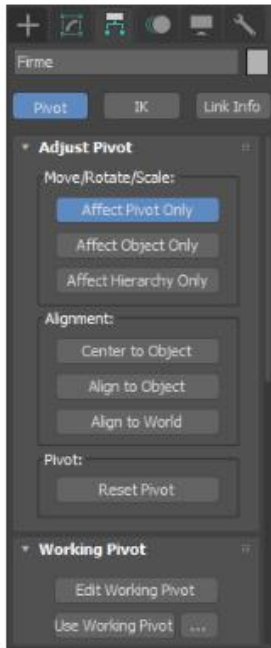 Firme
Pivot IK Link Info
Adjust Pivot
Move/Rotate/Scale:
Affect Pivot Only
Affect Object Only
Affect Hierarchy Only
Alignment:
Center to Object
Align to Object
Align to World
Pivot:
Reset Pivot
Working Pivot
Edit Working Pivot
Use Working Pivot ...